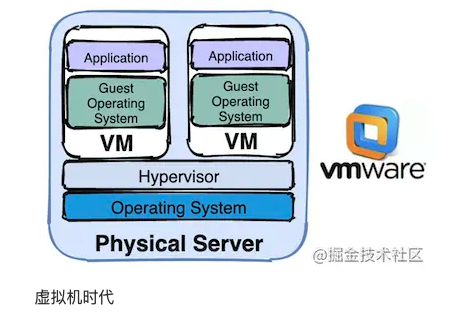 Application
Guest
Operating
System
VM
Application
Guest
Operating
System
VM
Hypervisor
Operating System
Physical Server
vmware®
@掘金技术社区
虚拟机时代